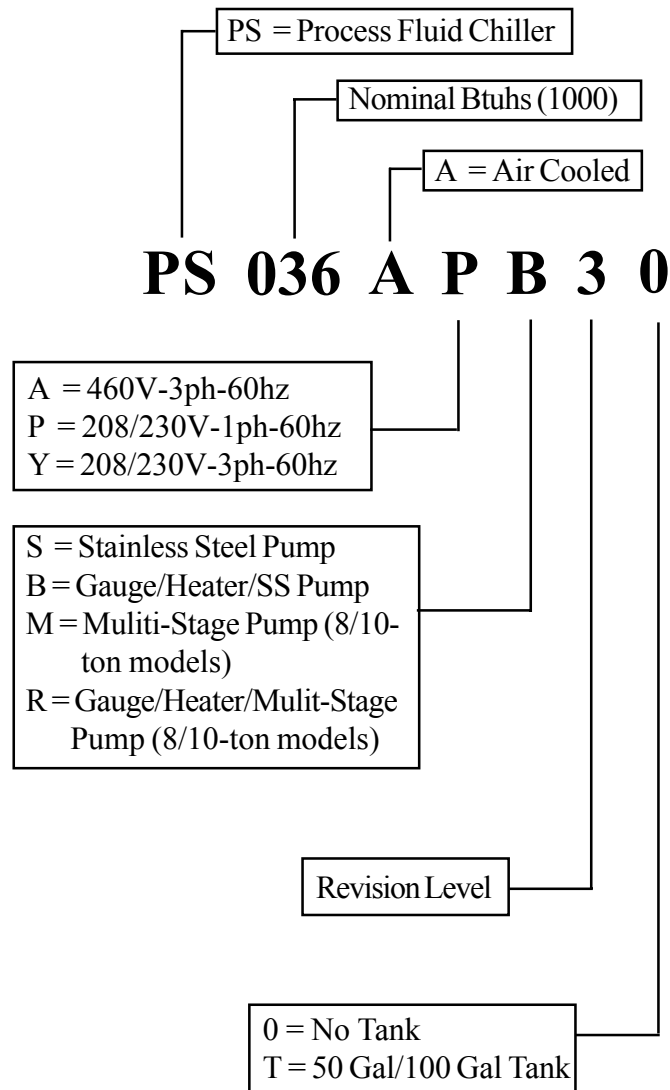 PS = Process Fluid Chiller
Nominal Btuhs (1000)
A = Air Cooled
PS 036 A P B 3 0
A = 460V-3ph-60hz
P = 208/230V-1ph-60hz
Y = 208/230V-3ph-60hz
S = Stainless Steel Pump
B = Gauge/Heater/SS Pump
M = Muliti-Stage Pump (8/10-
ton models)
R = Gauge/Heater/Mulit-Stage
Pump (8/10-ton models)
Revision Level
0 = No Tank
T = 50 Gal/100 Gal Tank